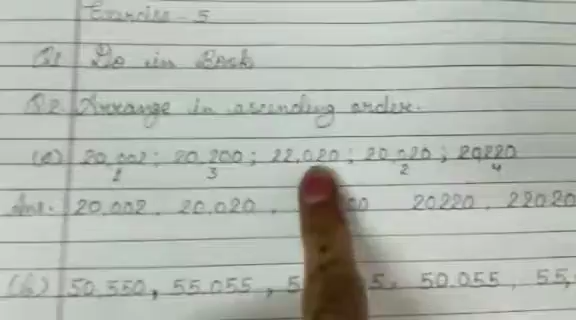 Exercise - 5
Q1. Do in Book
Q2. Arrange in ascending order.
(a) 20,002; 20,200; 22,020; 20,020; 20,220
1 3 2 4
Ans. 20,002, 20,020, 20220, 22020
(b) 50,550, 55,055, 50,055, 55,